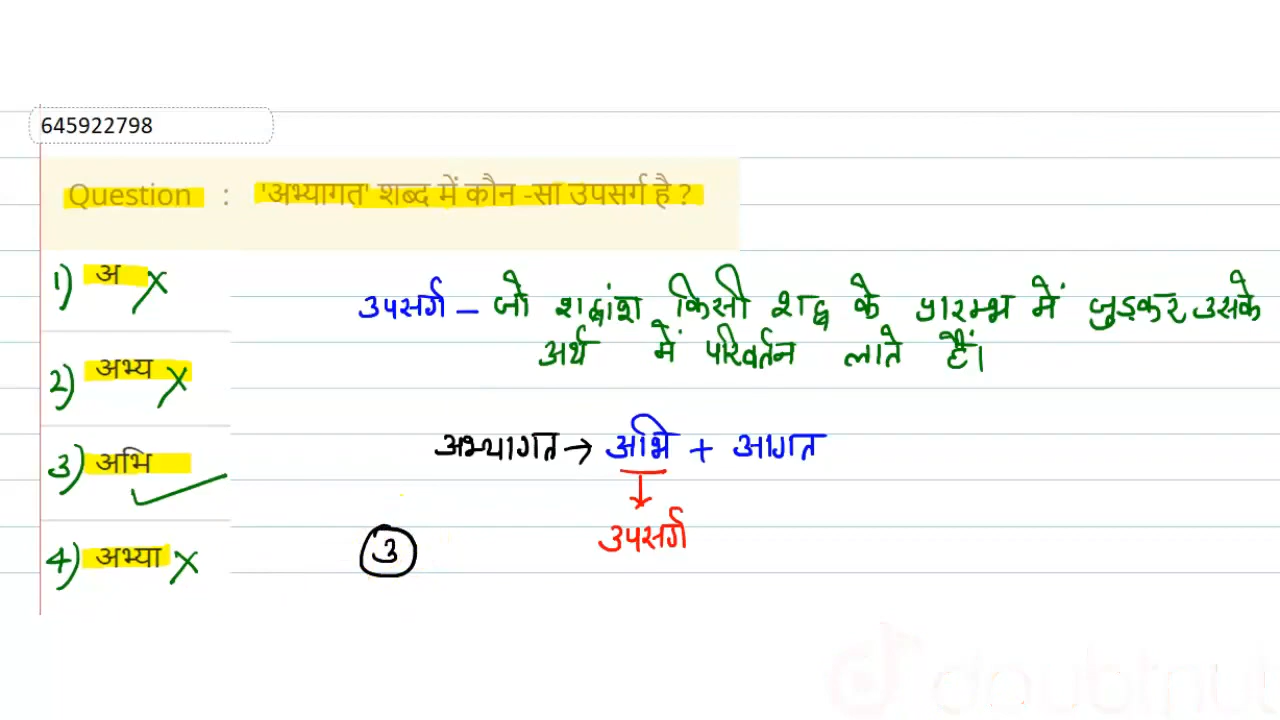 645922798
Question : 'अभ्यागत' शब्द में कौन -सा उपसर्ग है ?
1) अ X
2) अभ्य X
3) अभि ✓
4) अभ्या X
उपसर्ग – जो शब्दांश किसी शब्द के प्रारम्भ में जुड़कर उसके
अर्थ में परिवर्तन लाते हैं।
अभ्यागत → अभि + आगत
↓
उपसर्ग
3
doubtnut